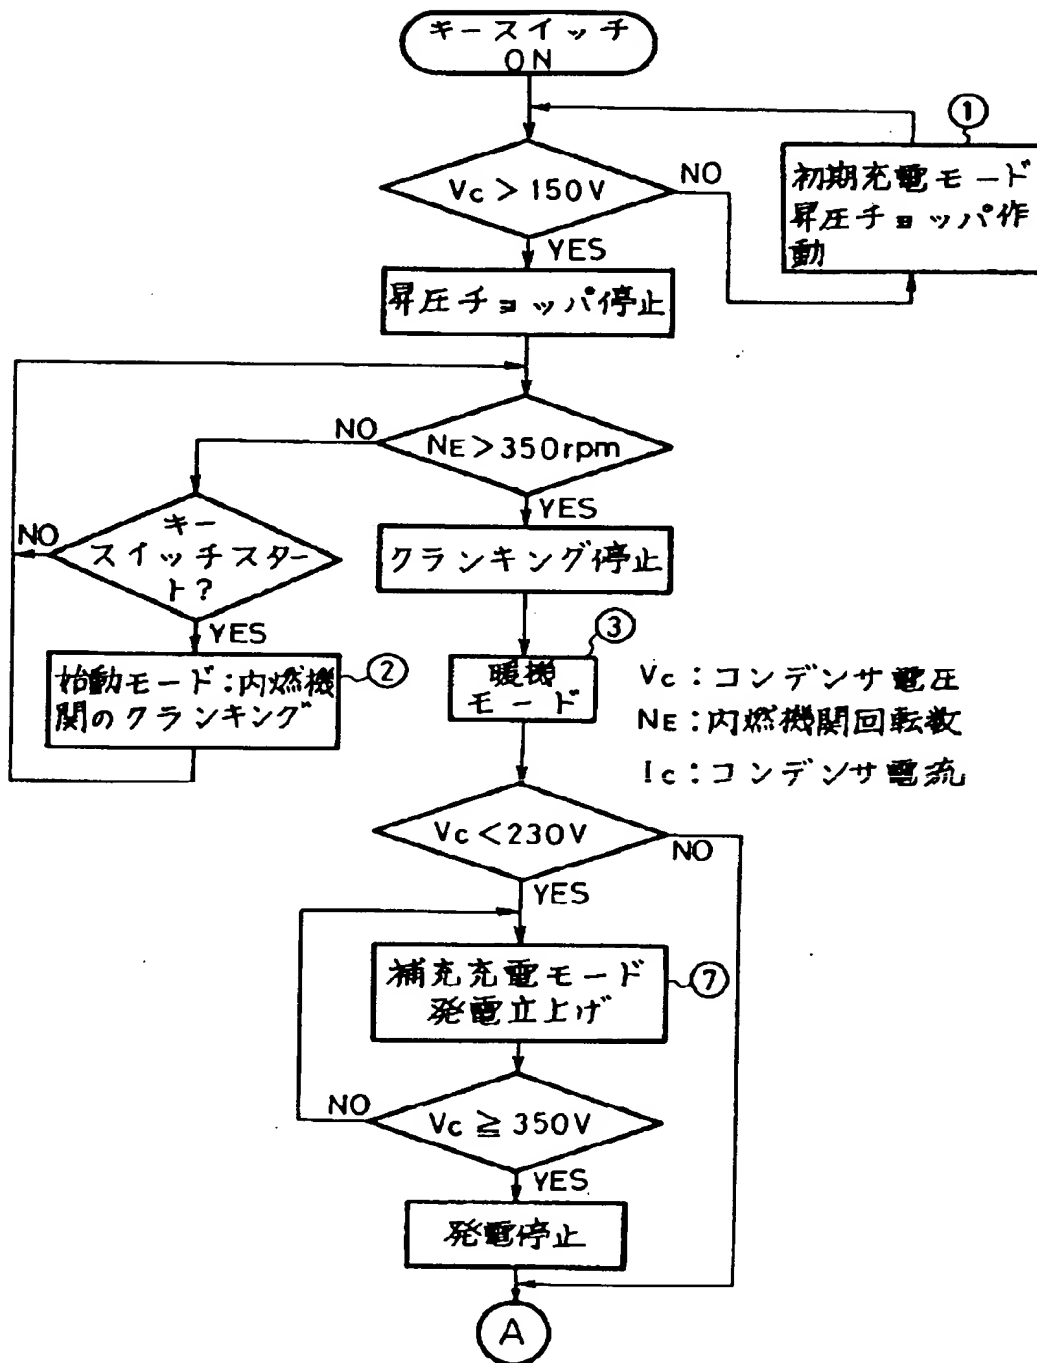 キースイッチ
ON
①
Vc > 150V
NO
初期充電モード
昇圧チョッパ作
動
YES
昇圧チョッパ停止
NO
NE > 350rpm
YES
NO
キー
スイッチスター
ト?
クランキング停止
YES
③
始動モード:内燃機
関のクランキング
②
暖機
モード
Vc:コンデンサ電圧
NE:内燃機関回転数
Ic:コンデンサ電流
Vc < 230V
NO
YES
補充充電モード
発電立上げ
⑦
NO
Vc ≧ 350V
YES
発電停止
A